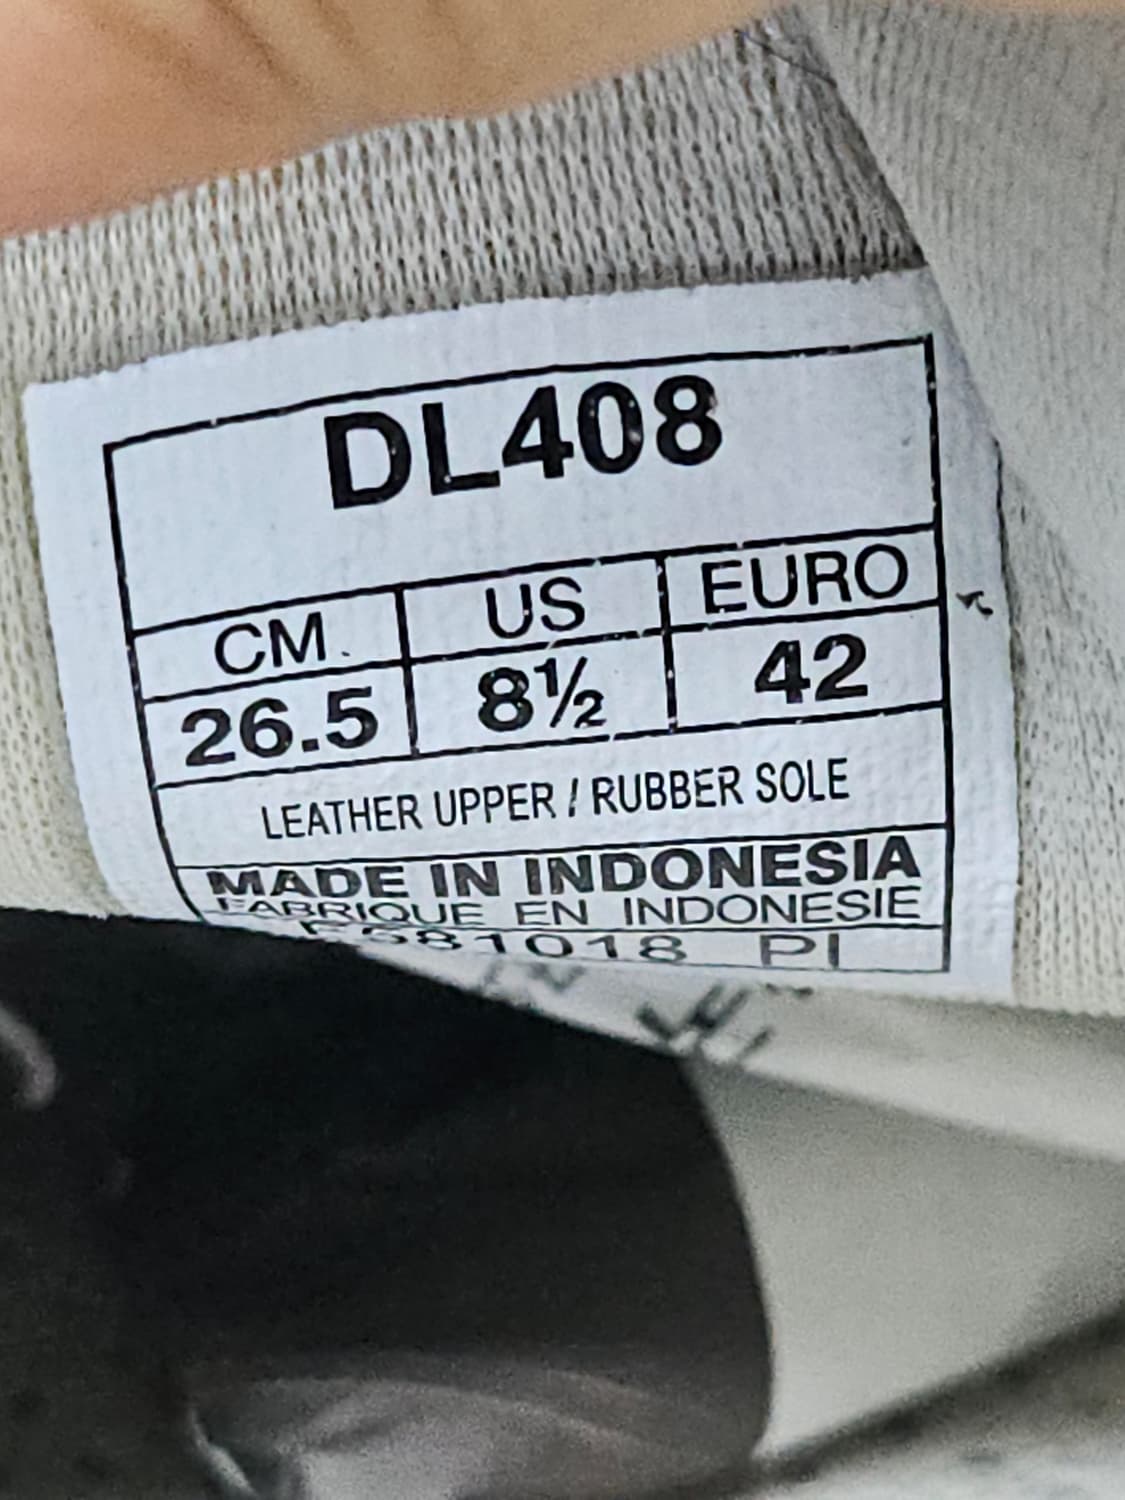 DL408
CM. US EURO
26.5 8½ 42
LEATHER UPPER / RUBBER SOLE
MADE IN INDONESIA
FABRIQUE EN INDONESIE
PI